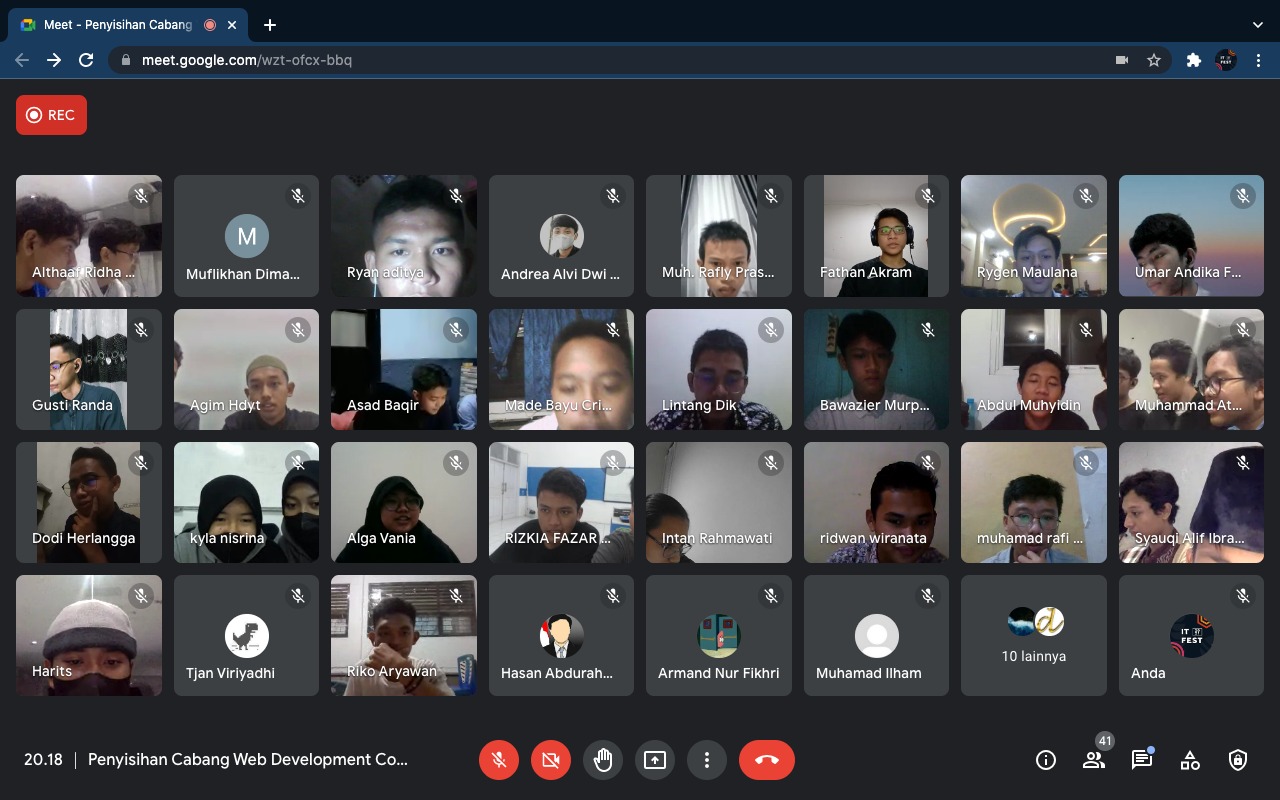 Meet - Penyisihan Cabang
meet.google.com/wzt-ofcx-bbq
REC
Althaaf Ridha ...
M
Muflikhan Dima...
Ryan aditya
Andrea Alvi Dwi ...
Muh. Rafly Pras...
Fathan Akram
Rygen Maulana
Umar Andika F...
Gusti Randa
Agim Hdyt
Asad Baqir
Made Bayu Cri...
Lintang Dik
Bawazier Murp...
Abdul Muhyidin
Muhammad At...
Dodi Herlangga
kyla nisrina
Alga Vania
RIZKIA FAZAR ...
Intan Rahmawati
ridwan wiranata
muhamad rafi ...
Syauqi Alif Ibra...
Harits
Tjan Viriyadhi
Riko Aryawan
Hasan Abdurah...
Armand Nur Fikhri
Muhamad Ilham
d
10 lainnya
IT
FEST
Anda
20.18 | Penyisihan Cabang Web Development Co...
41